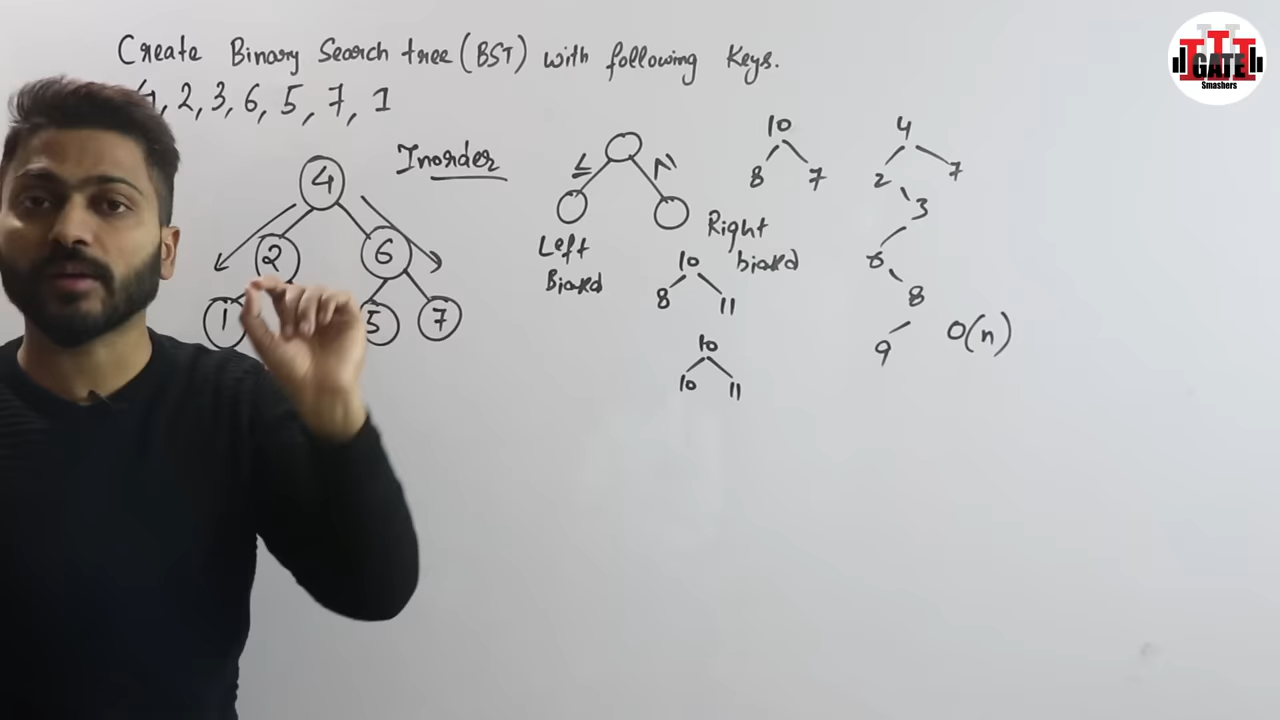 Create Binary Search tree (BST) with following Keys.
4, 2, 3, 6, 5, 7, 1
Inorder
4
2 6
1 5 7
≤ >
Left Biased
Right biased
10
8 7
10
8 11
10
10 11
4
2 7
3
6
8
9
O(n)
GATE
Smashers